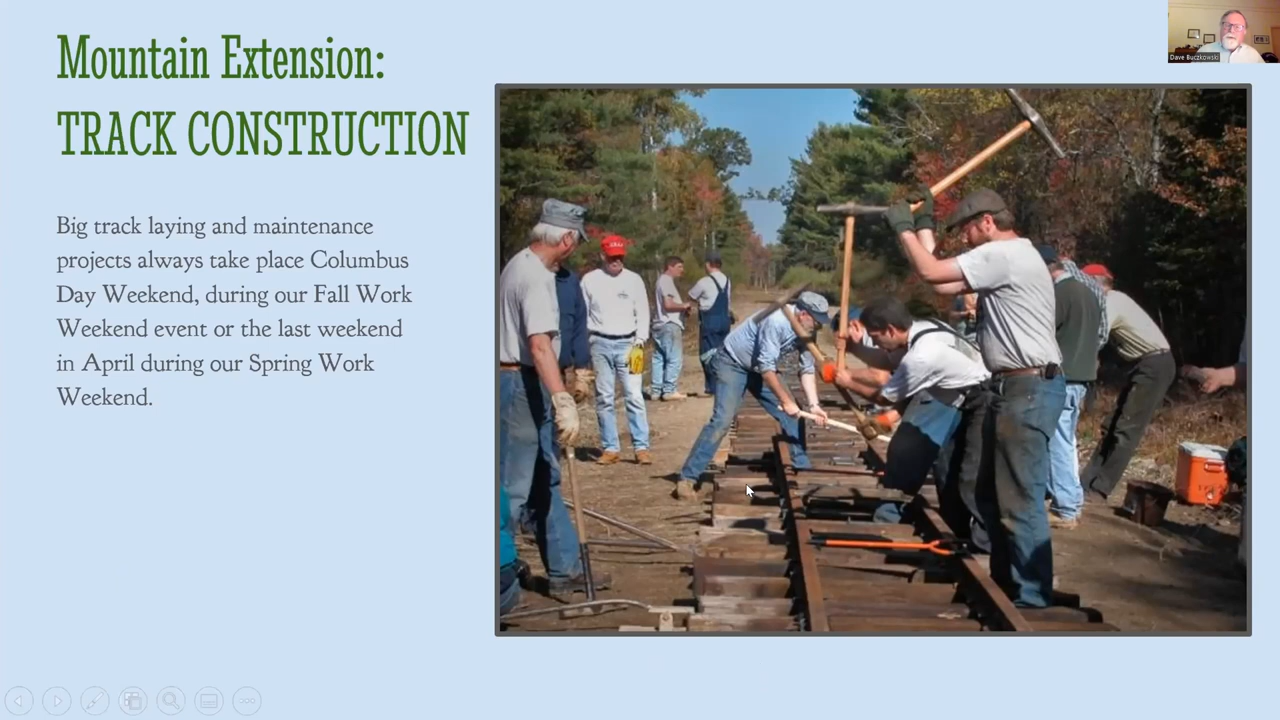 Mountain Extension:
TRACK CONSTRUCTION
Big track laying and maintenance
projects always take place Columbus
Day Weekend, during our Fall Work
Weekend event or the last weekend
in April during our Spring Work
Weekend.
Dave Buczkowski